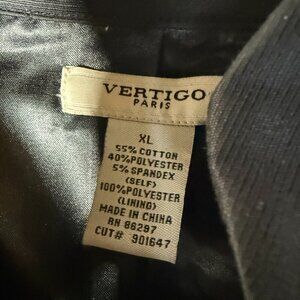 VERTIGO
PARIS
XL
55% COTTON
40% POLYESTER
5% SPANDEX
(SELF)
100% POLYESTER
(LINING)
MADE IN CHINA
RN 86297
CUT# 901647